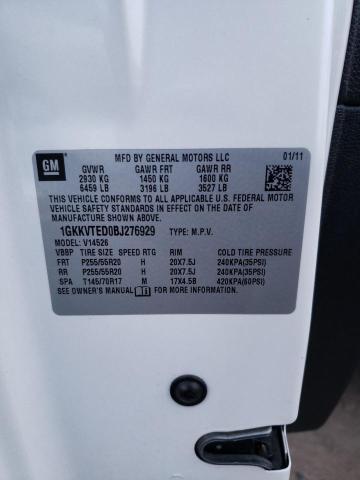 GM
MFD BY GENERAL MOTORS LLC 01/11
GVWR GAWR FRT GAWR RR
2930 KG 1450 KG 1600 KG
6459 LB 3196 LB 3527 LB
THIS VEHICLE CONFORMS TO ALL APPLICABLE U.S. FEDERAL MOTOR
VEHICLE SAFETY STANDARDS IN EFFECT ON THE DATE OF
MANUFACTURE SHOWN ABOVE.
1GKKVTED0BJ276929 TYPE: M.P.V.
MODEL: V14526
VBBP TIRE SIZE SPEED RTG RIM COLD TIRE PRESSURE
FRT P255/55R20 H 20X7.5J 240KPA(35PSI)
RR P255/55R20 H 20X7.5J 240KPA(35PSI)
SPA T145/70R17 M 17X4.5B 420KPA(60PSI)
SEE OWNER'S MANUAL FOR MORE INFORMATION.